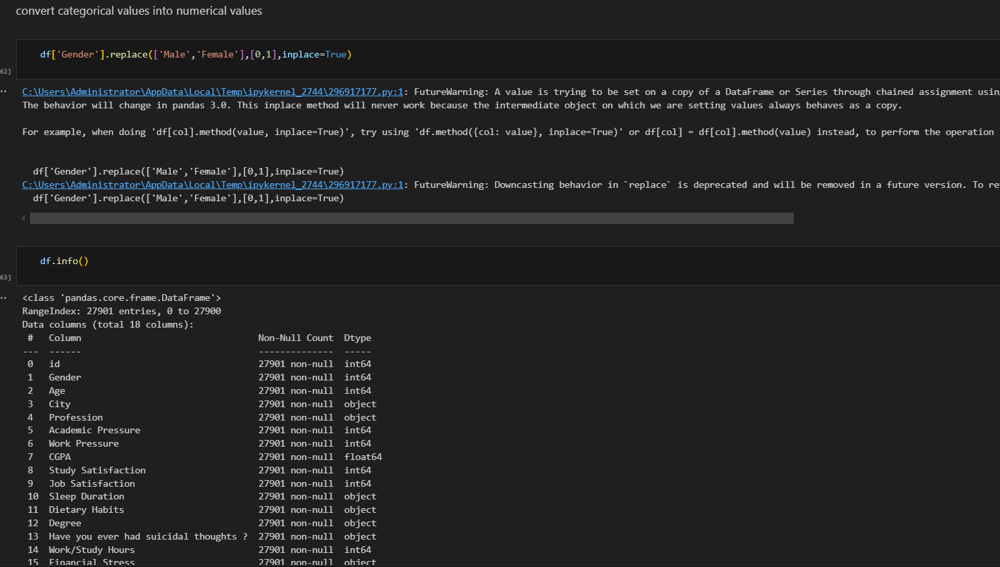 convert categorical values into numerical values
df['Gender'].replace(['Male','Female'],[0,1],inplace=True)
62]
C:\Users\Administrator\AppData\Local\Temp\ipykernel_2744\296917177.py:1: FutureWarning: A value is trying to be set on a copy of a DataFrame or Series through chained assignment usin
The behavior will change in pandas 3.0. This inplace method will never work because the intermediate object on which we are setting values always behaves as a copy.
For example, when doing 'df[col].method(value, inplace=True)', try using 'df.method({col: value}, inplace=True)' or df[col] = df[col].method(value) instead, to perform the operation
df['Gender'].replace(['Male','Female'],[0,1],inplace=True)
C:\Users\Administrator\AppData\Local\Temp\ipykernel_2744\296917177.py:1: FutureWarning: Downcasting behavior in `replace` is deprecated and will be removed in a future version. To re
df['Gender'].replace(['Male','Female'],[0,1],inplace=True)
df.info()
63]
<class 'pandas.core.frame.DataFrame'>
RangeIndex: 27901 entries, 0 to 27900
Data columns (total 18 columns):
# Column Non-Null Count Dtype
--- ------ -------------- -----
0 id 27901 non-null int64
1 Gender 27901 non-null int64
2 Age 27901 non-null int64
3 City 27901 non-null object
4 Profession 27901 non-null object
5 Academic Pressure 27901 non-null int64
6 Work Pressure 27901 non-null int64
7 CGPA 27901 non-null float64
8 Study Satisfaction 27901 non-null int64
9 Job Satisfaction 27901 non-null int64
10 Sleep Duration 27901 non-null object
11 Dietary Habits 27901 non-null object
12 Degree 27901 non-null object
13 Have you ever had suicidal thoughts ? 27901 non-null object
14 Work/Study Hours 27901 non-null int64
15 Financial Stress 27901 non-null object